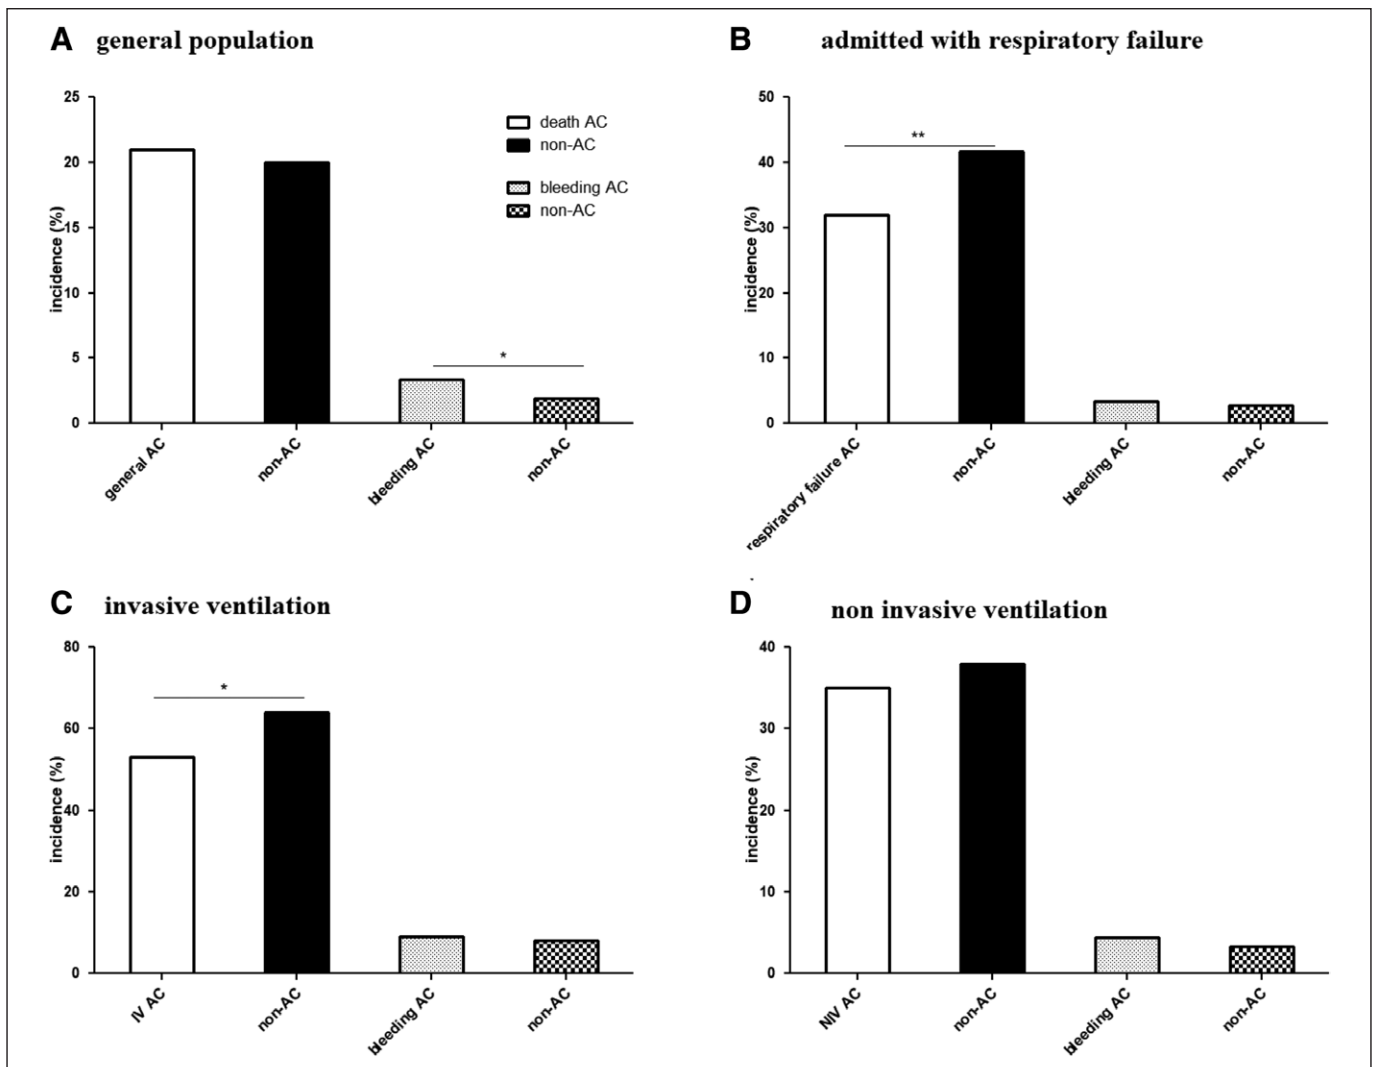 A general population
25
20
15
10
5
0
incidence (%)
death AC
non-AC
bleeding AC
non-AC
*
general AC
non-AC
bleeding AC
non-AC
B admitted with respiratory failure
50
40
30
20
10
0
incidence (%)
**
respiratory failure AC
non-AC
bleeding AC
non-AC
C invasive ventilation
80
60
40
20
0
incidence (%)
*
IV AC
non-AC
bleeding AC
non-AC
D non invasive ventilation
40
30
20
10
0
incidence (%)
NIV AC
non-AC
bleeding AC
non-AC